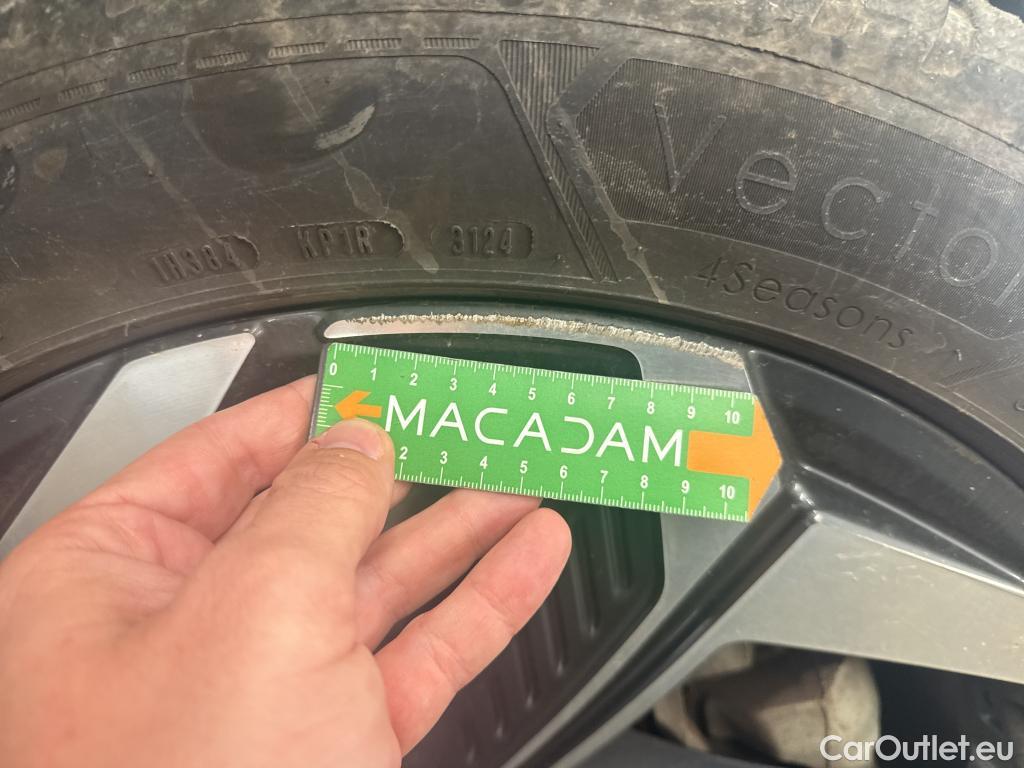 Vector
4Seasons
1H384 KP1R 3124
0 1 2 3 4 5 6 7 8 9 10
MACADAM
2 3 4 5 6 7 8 9 10
CarOutlet.eu